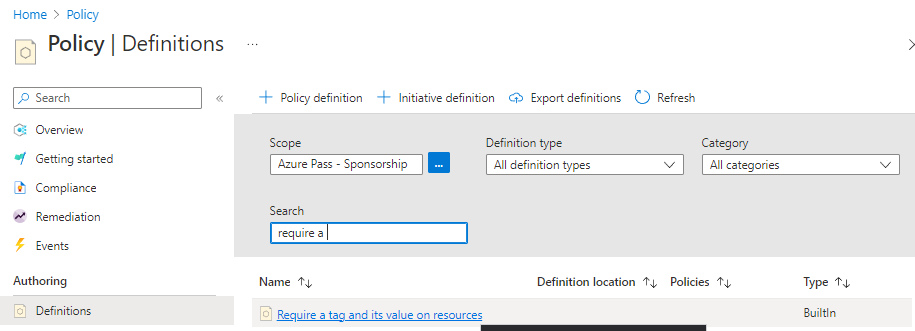 Home > Policy
Policy | Definitions ...
Search «
Overview
Getting started
Compliance
Remediation
Events
Authoring
Definitions
+ Policy definition + Initiative definition Export definitions Refresh
Scope Definition type Category
Azure Pass - Sponsorship ... All definition types All categories
Search
require a
Name ↑↓ Definition location ↑↓ Policies ↑↓ Type ↑↓
Require a tag and its value on resources BuiltIn